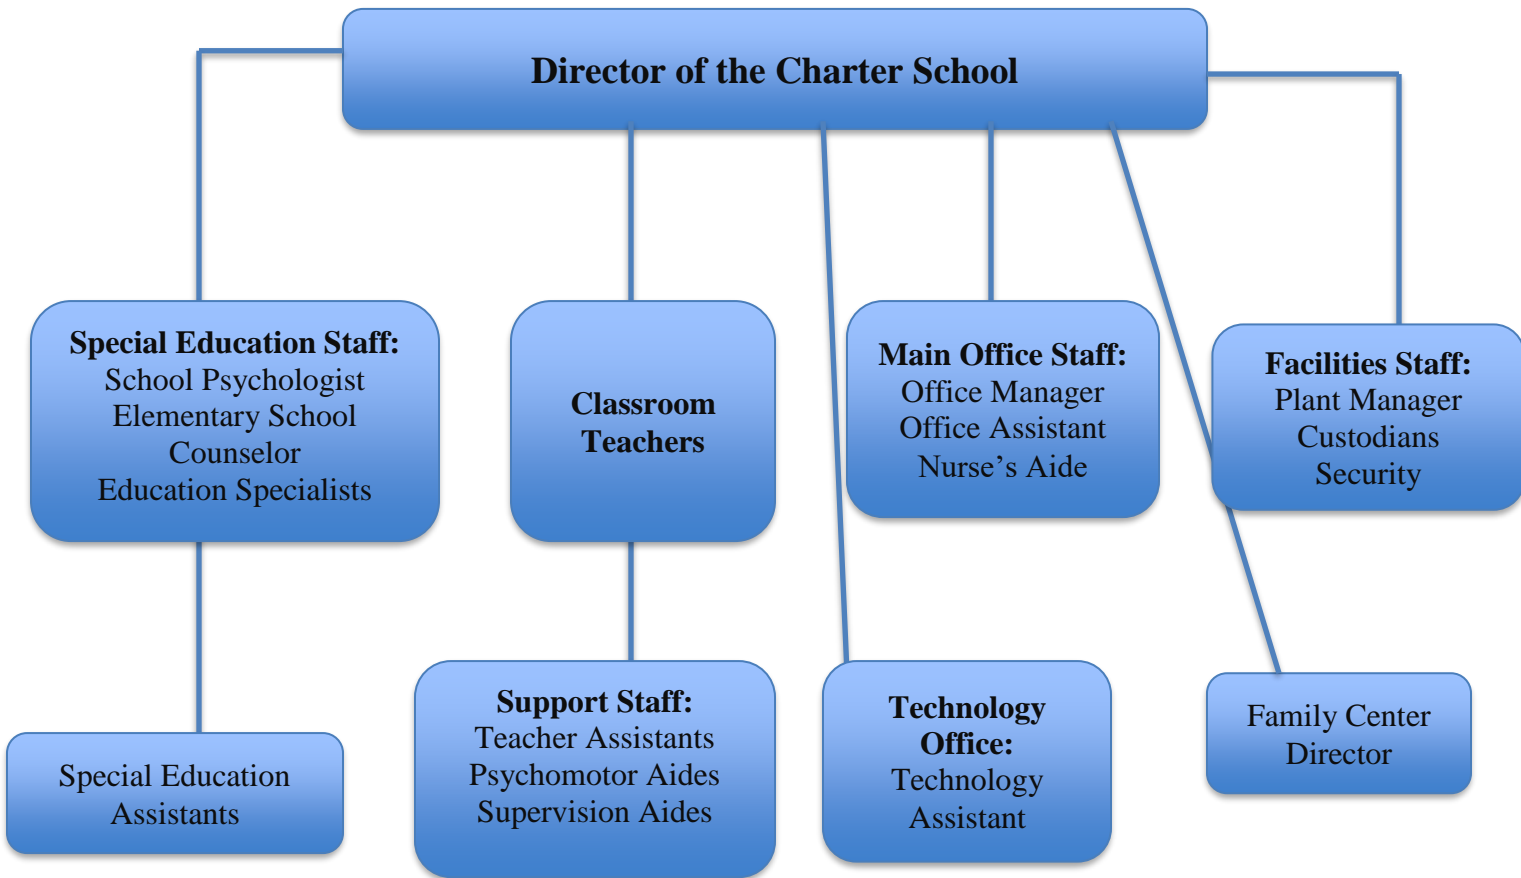 Director of the Charter School
Special Education Staff:
School Psychologist
Elementary School
Counselor
Education Specialists
Classroom
Teachers
Main Office Staff:
Office Manager
Office Assistant
Nurse’s Aide
Facilities Staff:
Plant Manager
Custodians
Security
Special Education
Assistants
Support Staff:
Teacher Assistants
Psychomotor Aides
Supervision Aides
Technology
Office:
Technology
Assistant
Family Center
Director